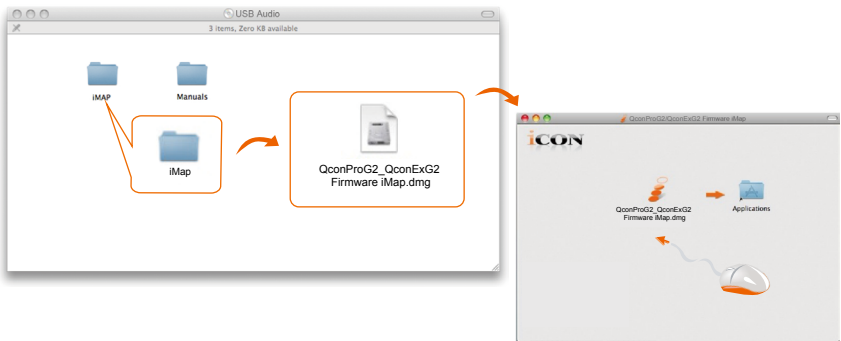 USB Audio
3 items, Zero KB available
iMAP
Manuals
iMap
QconProG2_QconExG2
Firmware iMap.dmg
QconProG2/QconExG2 Firmware iMap
iCON
QconProG2_QconExG2
Firmware iMap.dmg
Applications